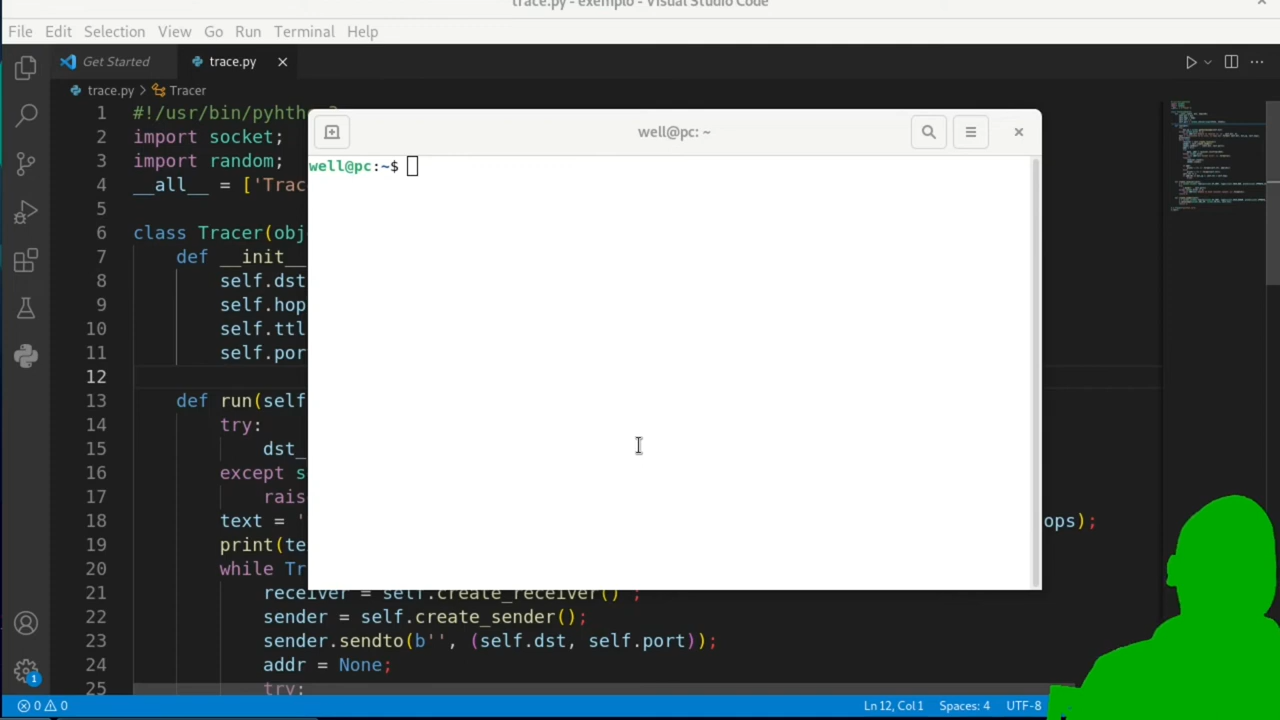 trace.py - exemplo - Visual Studio Code
File Edit Selection View Go Run Terminal Help
Get Started trace.py
trace.py > Tracer
1 #!/usr/bin/pyhth
2 import socket;
3 import random;
4 __all__ = ['Trac
5
6 class Tracer(obj
7 def __init__
8 self.dst
9 self.hop
10 self.ttl
11 self.por
12
13 def run(self
14 try:
15 dst_
16 except s
17 rais
18 text = ' ops);
19 print(te
20 while Tr
21 receiver = self.create_receiver() ;
22 sender = self.create_sender();
23 sender.sendto(b'', (self.dst, self.port));
24 addr = None;
25 try:
well@pc: ~
well@pc:~$
1
0 0 Ln 12, Col 1 Spaces: 4 UTF-8